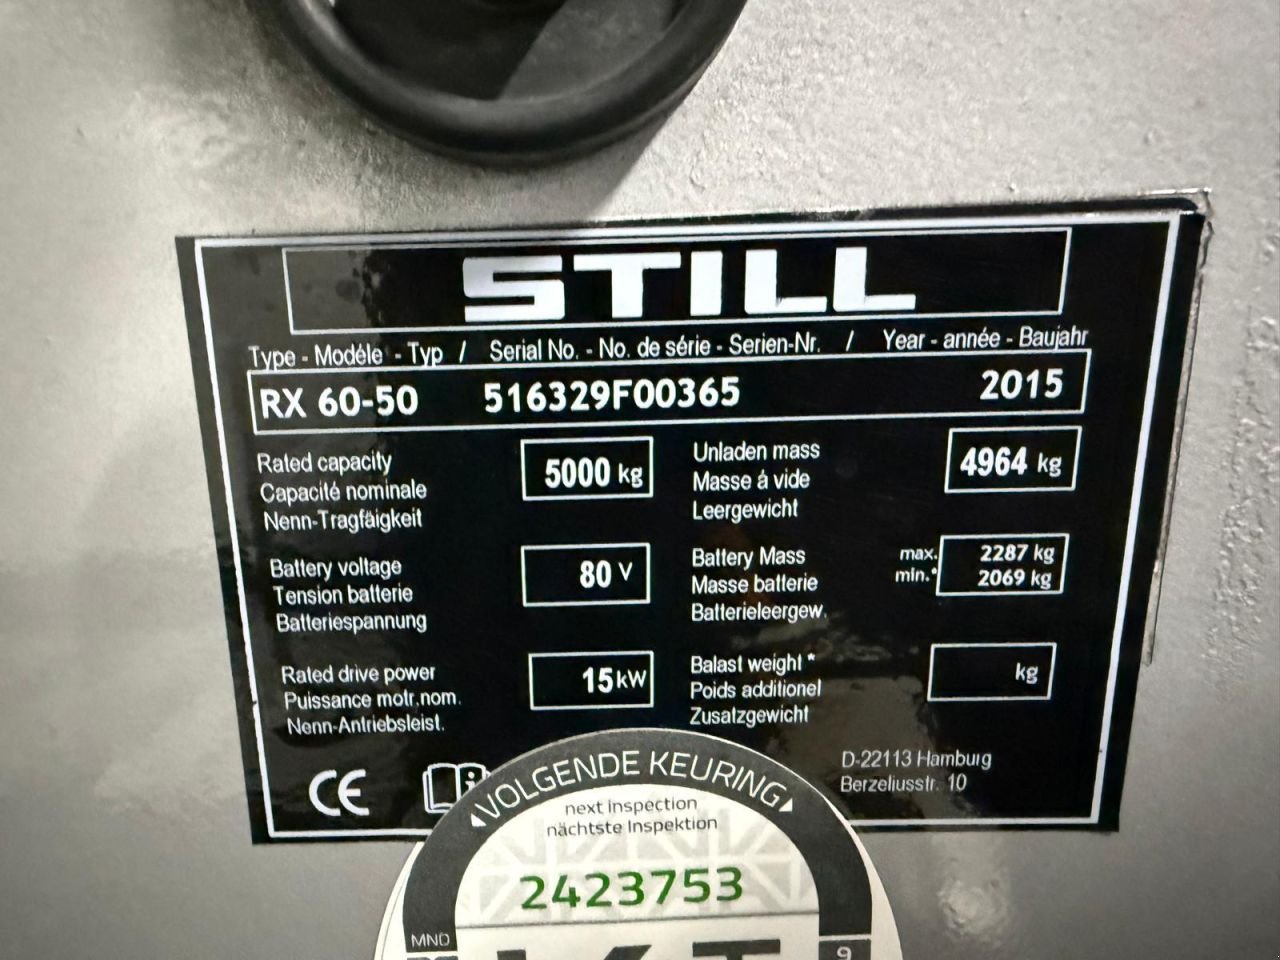 STILL
Type - Modéle - Typ / Serial No. - No. de série - Serien-Nr. / Year - année - Baujahr
RX 60-50 516329F00365 2015
Rated capacity
Capacité nominale
Nenn-Tragfäigkeit
5000 kg
Unladen mass
Masse á vide
Leergewicht
4964 kg
Battery voltage
Tension batterie
Batteriespannung
80 V
Battery Mass
Masse batterie
Batterieleergew.
max. 2287 kg
min.* 2069 kg
Rated drive power
Puissance motr.nom.
Nenn-Antriebsleist.
15 kW
Balast weight *
Poids additionel
Zusatzgewicht
kg
D-22113 Hamburg
Berzeliusstr. 10
CE
i
VOLGENDE KEURING
next inspection
nächtste Inspektion
2423753
MND
9